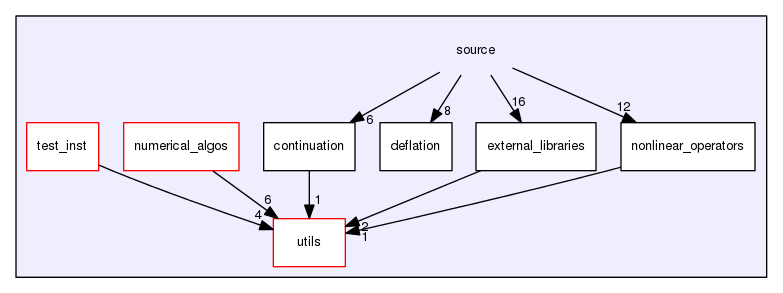 source
6
8
16
12
test_inst
numerical_algos
continuation
deflation
external_libraries
nonlinear_operators
4
6
1
2
1
utils